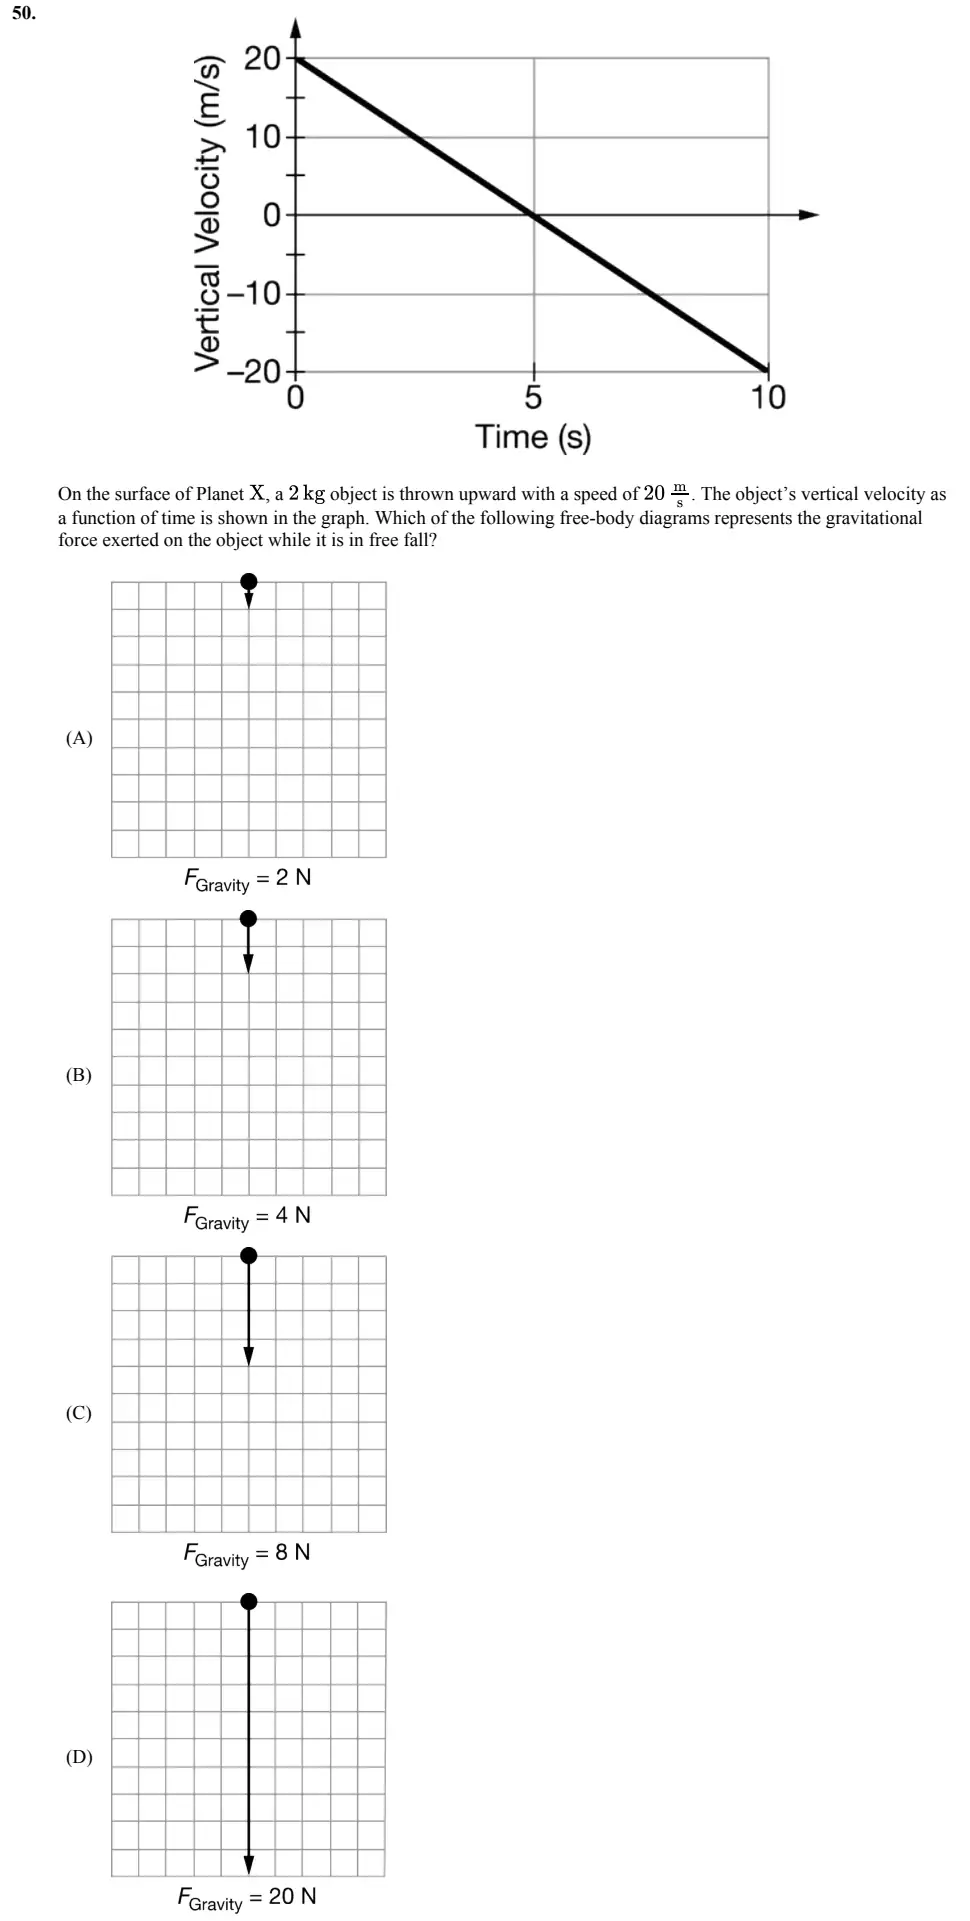 50.
Vertical Velocity (m/s)
20
10
0
−10
−20
0 5 10
Time (s)
On the surface of Planet X, a 2 kg object is thrown upward with a speed of 20 m/s. The object’s vertical velocity as
a function of time is shown in the graph. Which of the following free-body diagrams represents the gravitational
force exerted on the object while it is in free fall?
(A)
FGravity = 2 N
(B)
FGravity = 4 N
(C)
FGravity = 8 N
(D)
FGravity = 20 N